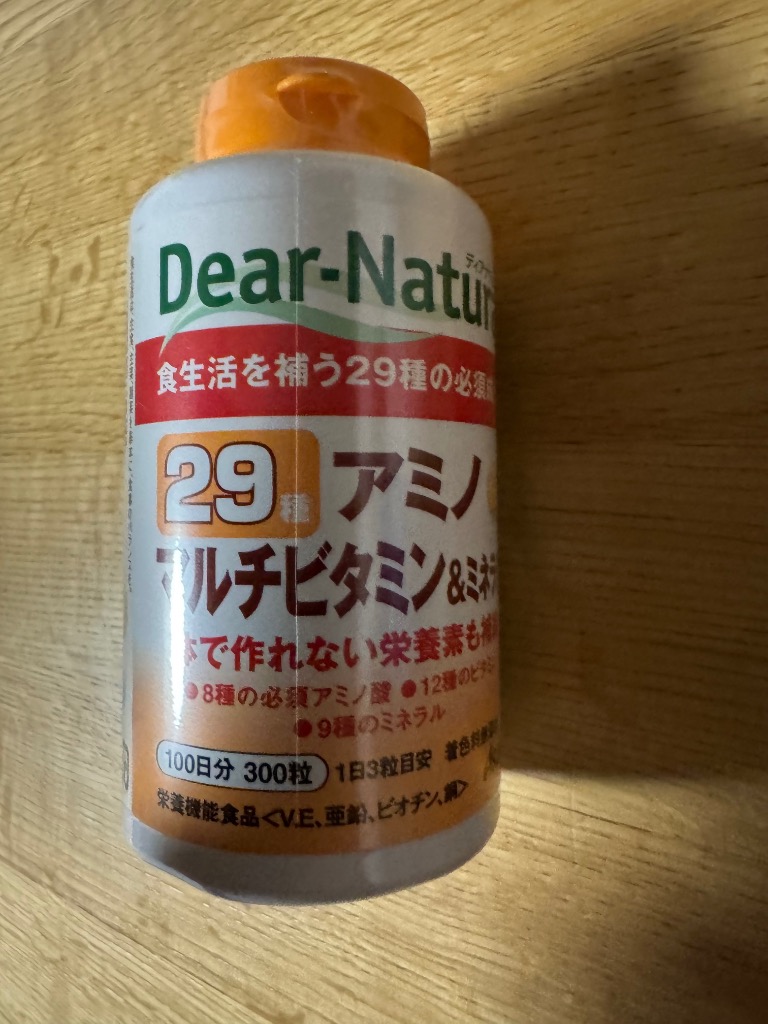 Dear-Natur
食生活を補う29種の必須
29種 アミノ
マルチビタミン&ミネラ
体で作れない栄養素も補
●8種の必須アミノ酸 ●12種のビタミ
●9種のミネラル
100日分 300粒 1日3粒目安
栄養機能食品<V.E、亜鉛、ビオチン、銅>